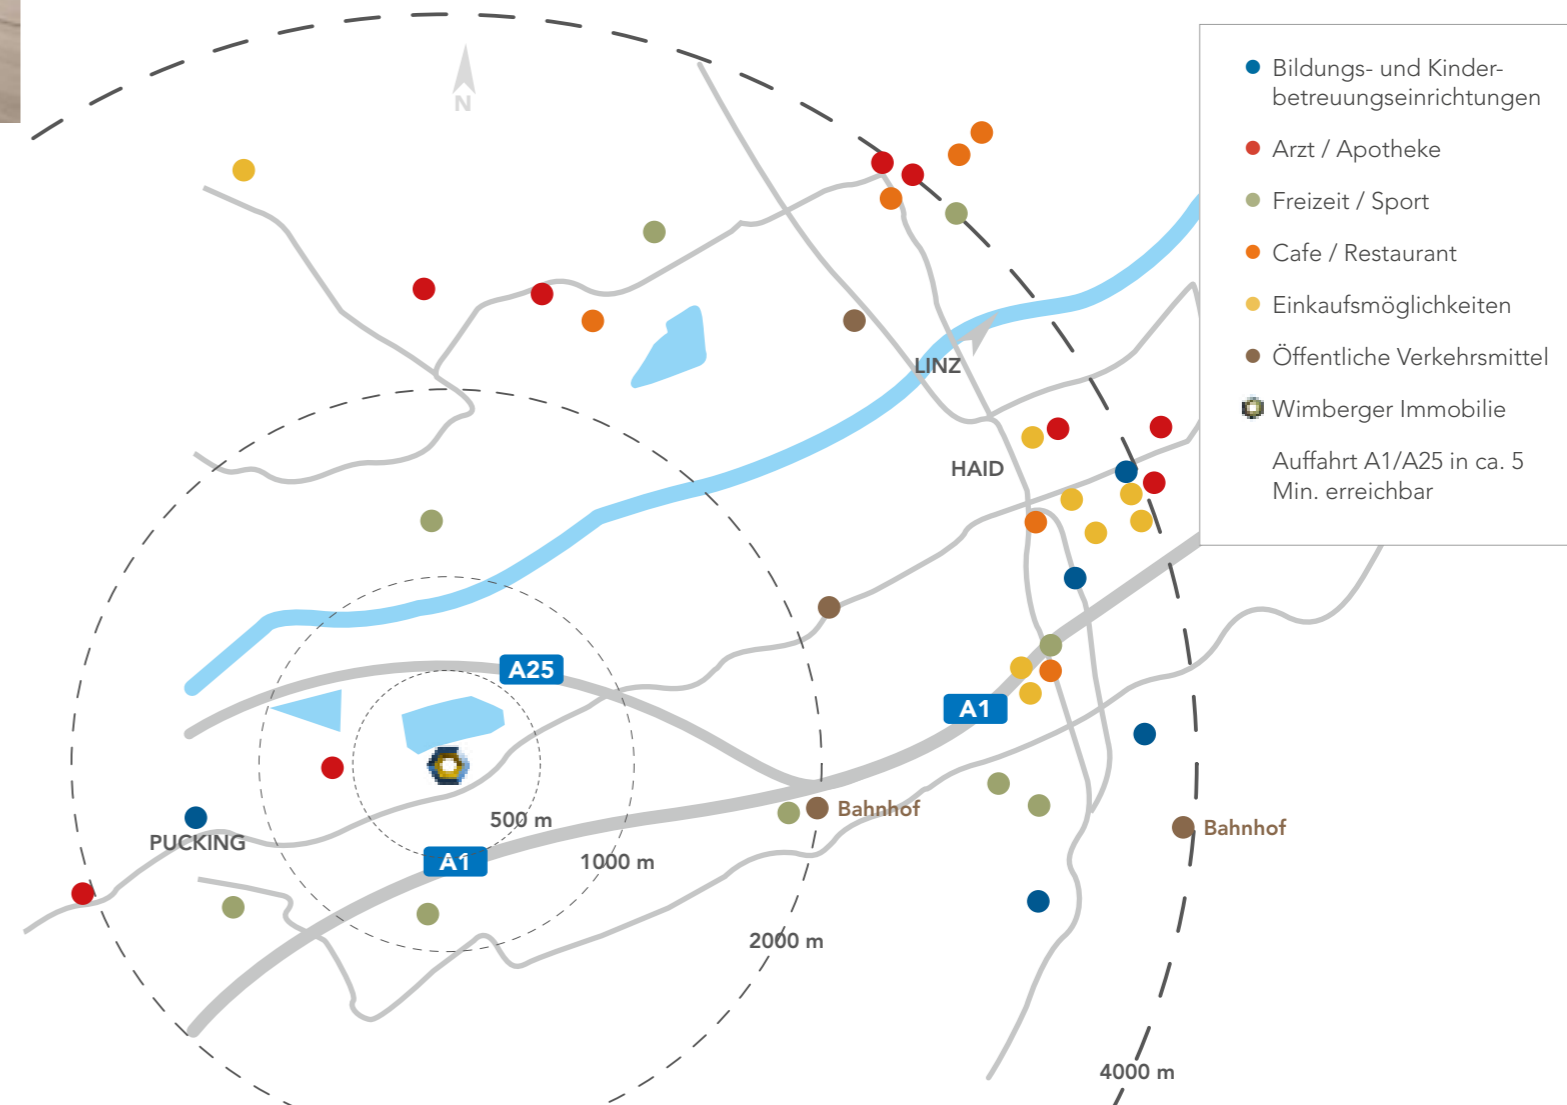 N
Bildungs- und Kinder-
betreuungseinrichtungen
Arzt / Apotheke
Freizeit / Sport
Cafe / Restaurant
Einkaufsmöglichkeiten
Öffentliche Verkehrsmittel
Wimberger Immobilie
Auffahrt A1/A25 in ca. 5
Min. erreichbar
LINZ
HAID
A25
A1
Bahnhof
500 m
Bahnhof
PUCKING
A1
1000 m
2000 m
4000 m